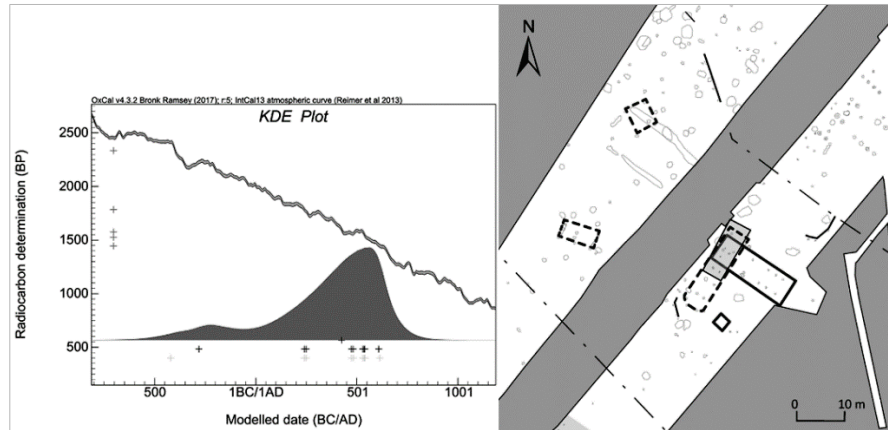 OxCal v4.3.2 Bronk Ramsey (2017); r:5; IntCal13 atmospheric curve (Reimer et al 2013)
KDE Plot
Radiocarbon determination (BP)
2500
2000
1500
1000
500
500
1BC/1AD
501
1001
Modelled date (BC/AD)
N
0
10 m